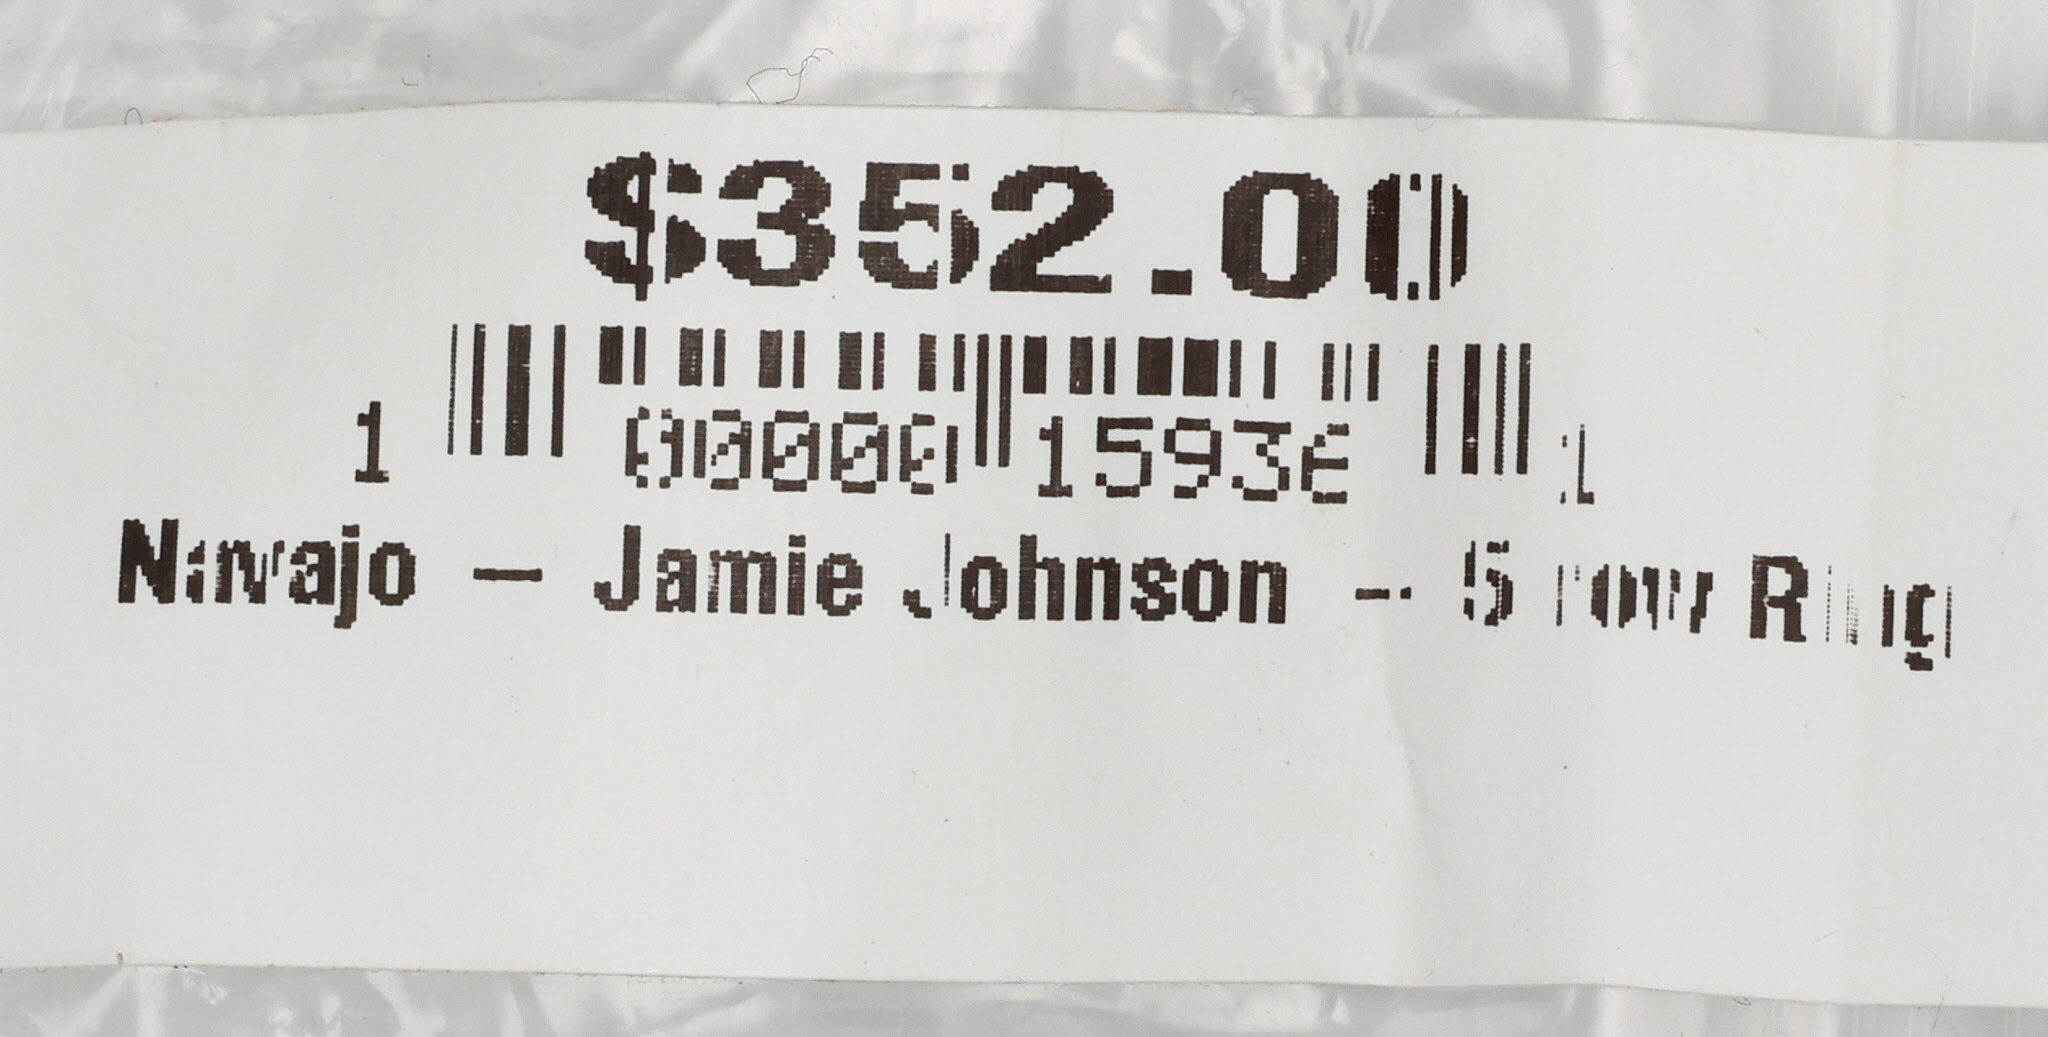 $352.00
1 00000 15936 1
Navajo - Jamie Johnson - 5 row Ring